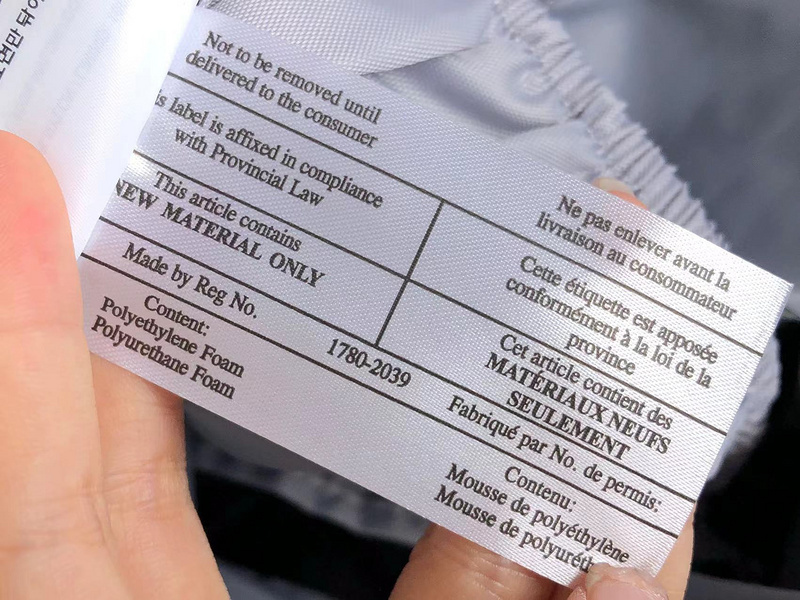 Not to be removed until
delivered to the consumer
label is affixed in compliance
with Provincial Law
This article contains
NEW MATERIAL ONLY
Made by Reg No.
1780-2039
Content:
Polyethylene Foam
Polyurethane Foam
Ne pas enlever avant la
livraison au consommateur
Cette étiquette est apposée
conformément à la loi de la
province
Cet article contient des
MATÉRIAUX NEUFS
SEULEMENT
Fabriqué par No. de permis:
Contenu:
Mousse de polyéthylène
Mousse de